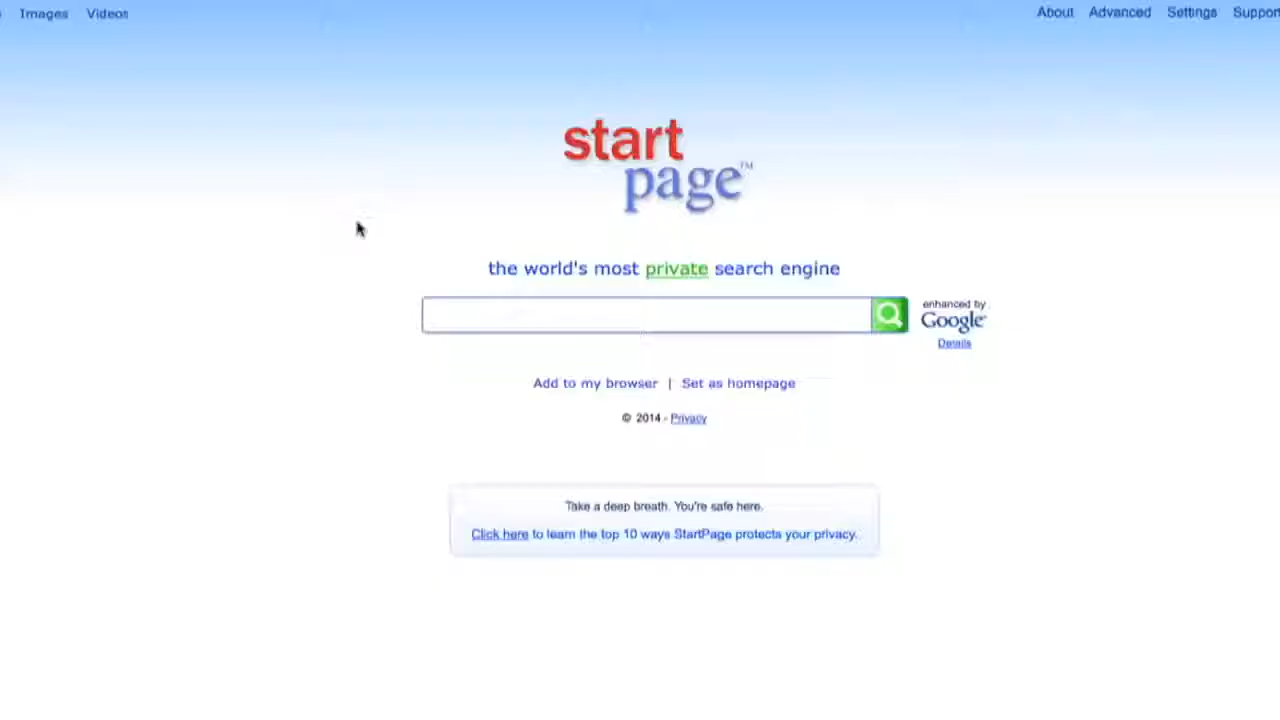 Images Videos
About Advanced Settings Support
start
page™
the world's most private search engine
enhanced by
Google
Details
Add to my browser | Set as homepage
© 2014 - Privacy
Take a deep breath. You're safe here.
Click here to learn the top 10 ways StartPage protects your privacy.